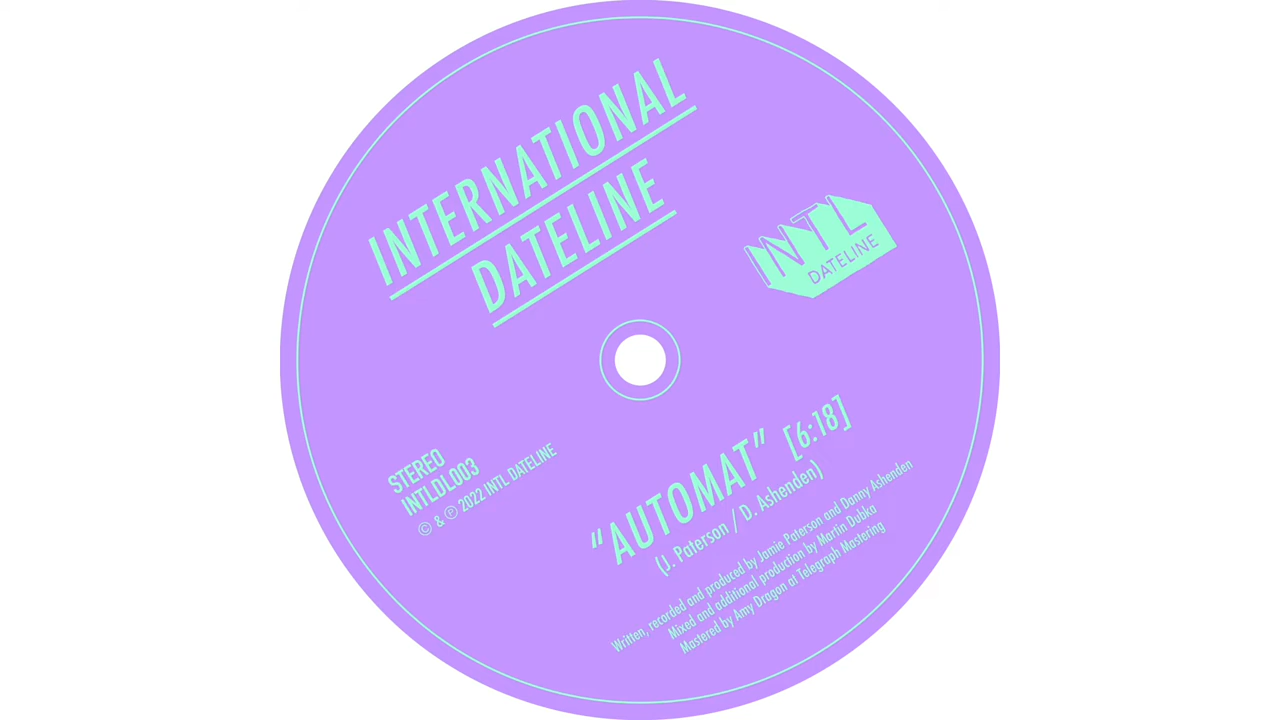 INTERNATIONAL
DATELINE
INTL
DATELINE
STEREO
INTLDL003
© & ℗ 2022 INTL DATELINE
“AUTOMAT” [6:18]
(J. Paterson / D. Ashenden)
Written, recorded and produced by Jamie Paterson and Danny Ashenden
Mixed and additional production by Martin Dubka
Mastered by Amy Dragon at Telegraph Mastering